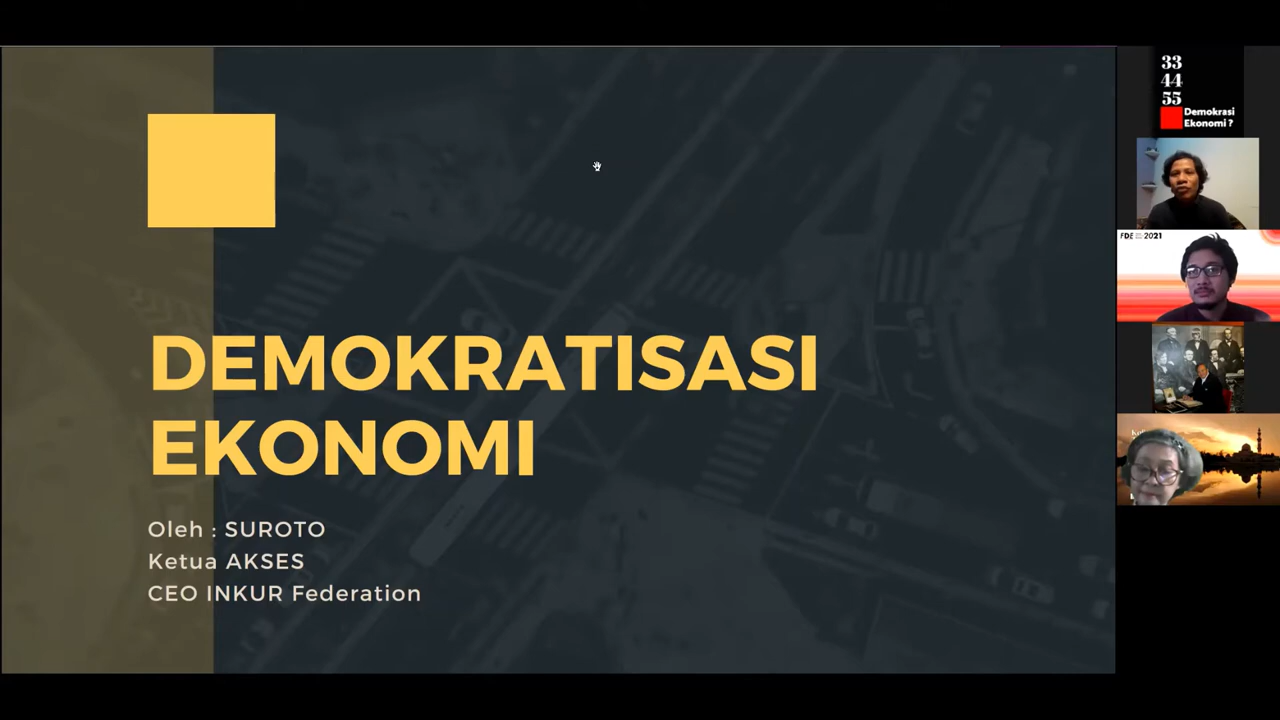 DEMOKRATISASI
EKONOMI
Oleh : SUROTO
Ketua AKSES
CEO INKUR Federation
33
44
55
Demokrasi
Ekonomi ?
FDE 2021